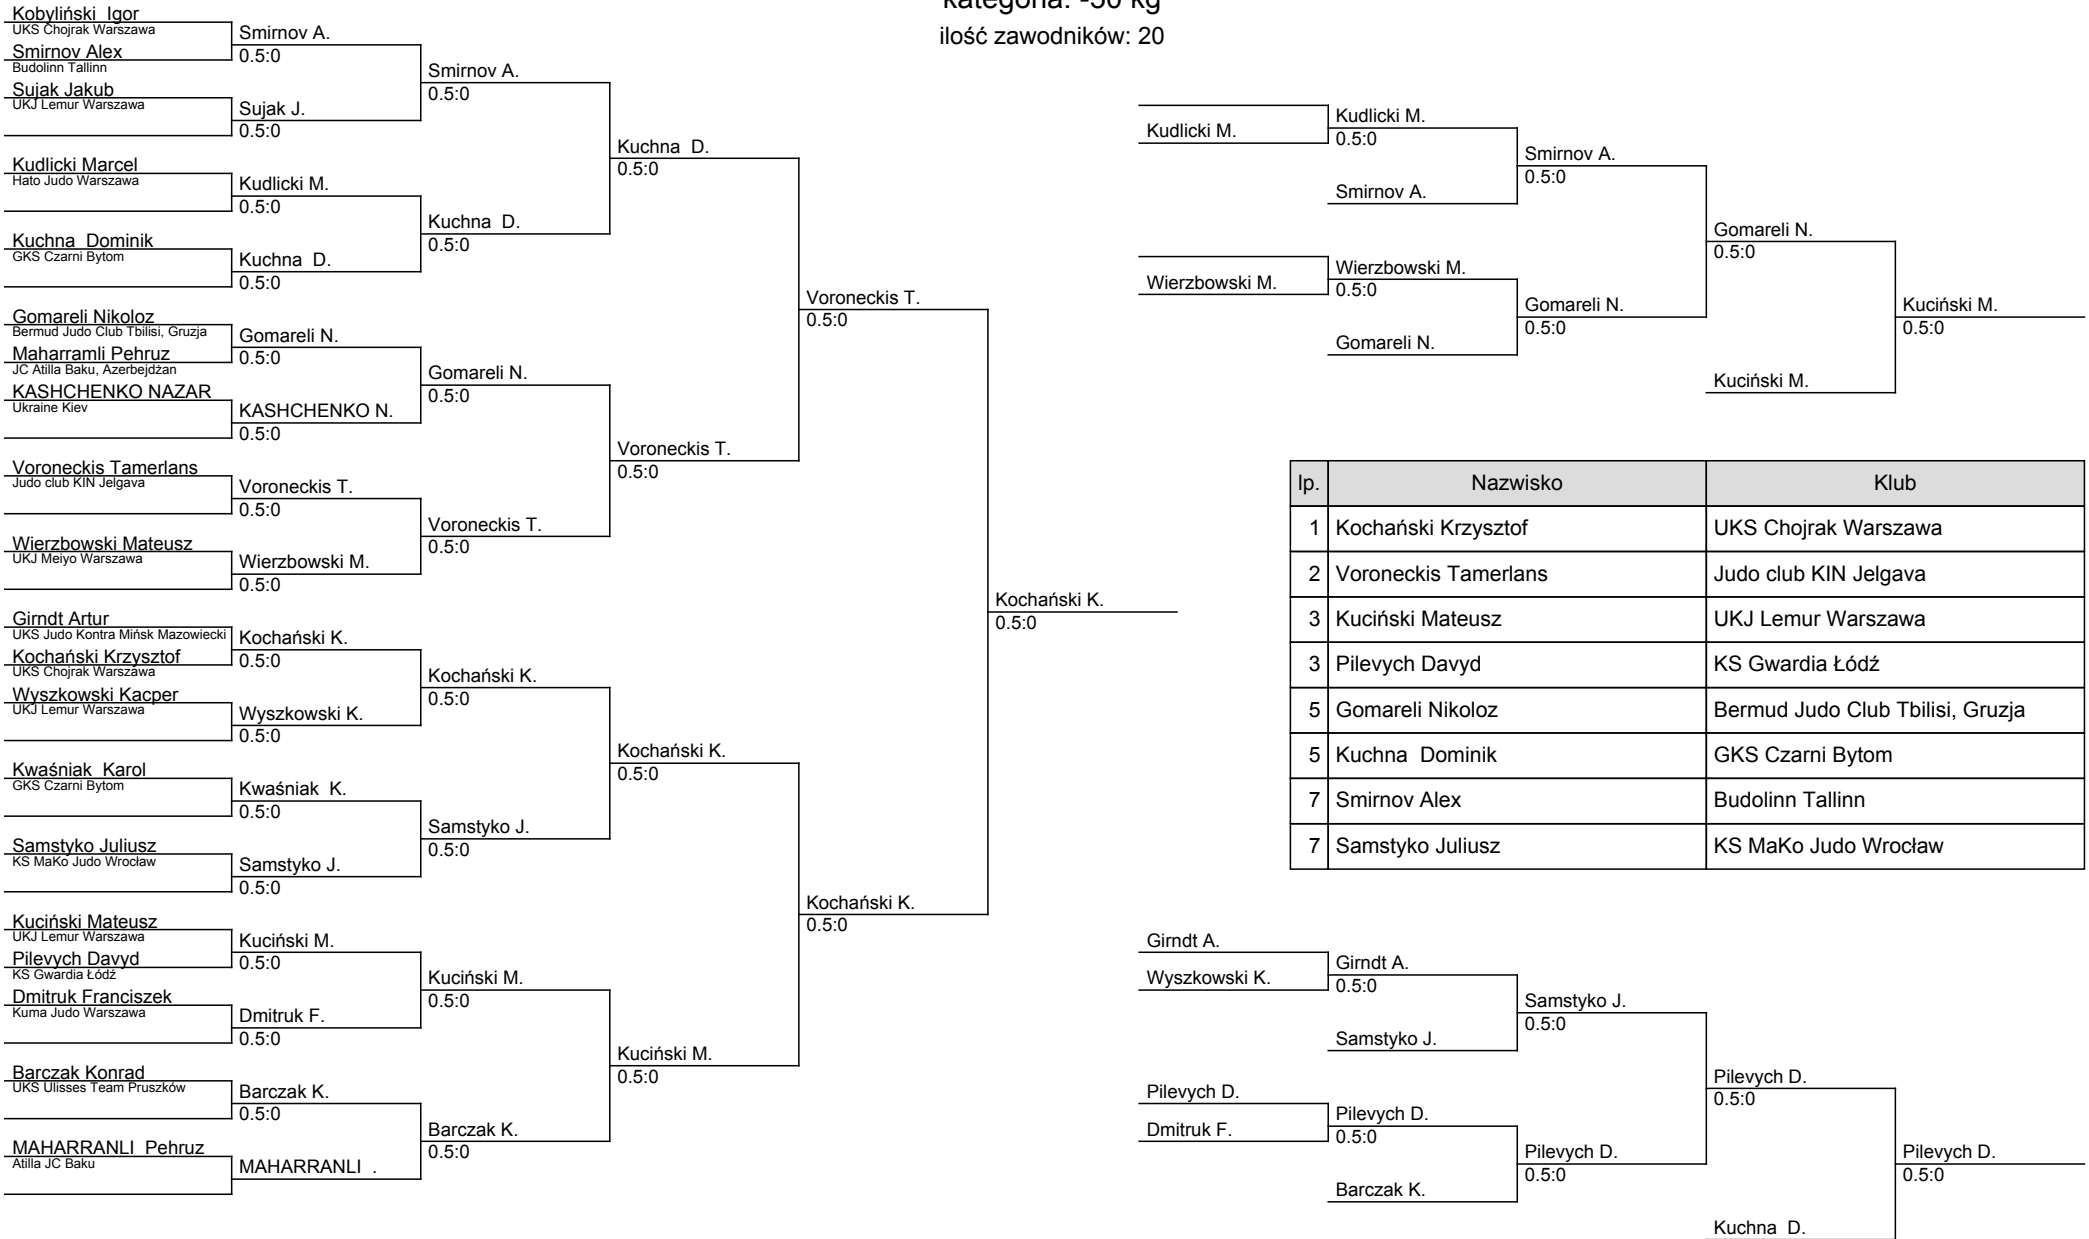 kategoria: -50 kg
ilość zawodników: 20
Kobyliński Igor
UKS Chojrak Warszawa
Smirnov Alex
Budolinn Tallinn
Sujak Jakub
UKJ Lemur Warszawa
Kudlicki Marcel
Hato Judo Warszawa
Kuchna Dominik
GKS Czarni Bytom
Gomareli Nikoloz
Bermud Judo Club Tbilisi, Gruzja
Maharramli Pehruz
JC Atilla Baku, Azerbejdżan
KASHCHENKO NAZAR
Ukraine Kiev
Voroneckis Tamerlans
Judo club KIN Jelgava
Wierzbowski Mateusz
UKJ Meiyo Warszawa
Girndt Artur
UKS Judo Kontra Mińsk Mazowiecki
Kochański Krzysztof
UKS Chojrak Warszawa
Wyszkowski Kacper
UKJ Lemur Warszawa
Kwaśniak Karol
GKS Czarni Bytom
Samstyko Juliusz
KS MaKo Judo Wrocław
Kuciński Mateusz
UKJ Lemur Warszawa
Pilevych Davyd
KS Gwardia Łódź
Dmitruk Franciszek
Kuma Judo Warszawa
Barczak Konrad
UKS Ulisses Team Pruszków
MAHARRANLI Pehruz
Atilla JC Baku
Smirnov A.
0.5:0
Sujak J.
0.5:0
Kudlicki M.
0.5:0
Kuchna D.
0.5:0
Gomareli N.
0.5:0
KASHCHENKO N.
0.5:0
Voroneckis T.
0.5:0
Wierzbowski M.
0.5:0
Kochański K.
0.5:0
Wyszkowski K.
0.5:0
Kwaśniak K.
0.5:0
Samstyko J.
0.5:0
Kuciński M.
0.5:0
Dmitruk F.
0.5:0
Barczak K.
0.5:0
MAHARRANLI .
Smirnov A.
0.5:0
Kuchna D.
0.5:0
Gomareli N.
0.5:0
Voroneckis T.
0.5:0
Kochański K.
0.5:0
Samstyko J.
0.5:0
Kuciński M.
0.5:0
Barczak K.
0.5:0
Kuchna D.
0.5:0
Voroneckis T.
0.5:0
Kochański K.
0.5:0
Kuciński M.
0.5:0
Voroneckis T.
0.5:0
Kochański K.
0.5:0
Kochański K.
0.5:0
Kudlicki M.
Wierzbowski M.
Kudlicki M.
0.5:0
Smirnov A.
Wierzbowski M.
0.5:0
Gomareli N.
Smirnov A.
0.5:0
Gomareli N.
0.5:0
Gomareli N.
0.5:0
Kuciński M.
Kuciński M.
0.5:0
lp. Nazwisko Klub
1 Kochański Krzysztof UKS Chojrak Warszawa
2 Voroneckis Tamerlans Judo club KIN Jelgava
3 Kuciński Mateusz UKJ Lemur Warszawa
3 Pilevych Davyd KS Gwardia Łódź
5 Gomareli Nikoloz Bermud Judo Club Tbilisi, Gruzja
5 Kuchna Dominik GKS Czarni Bytom
7 Smirnov Alex Budolinn Tallinn
7 Samstyko Juliusz KS MaKo Judo Wrocław
Girndt A.
Wyszkowski K.
Pilevych D.
Dmitruk F.
Girndt A.
0.5:0
Samstyko J.
Pilevych D.
0.5:0
Barczak K.
Samstyko J.
0.5:0
Pilevych D.
0.5:0
Pilevych D.
0.5:0
Kuchna D.
Pilevych D.
0.5:0